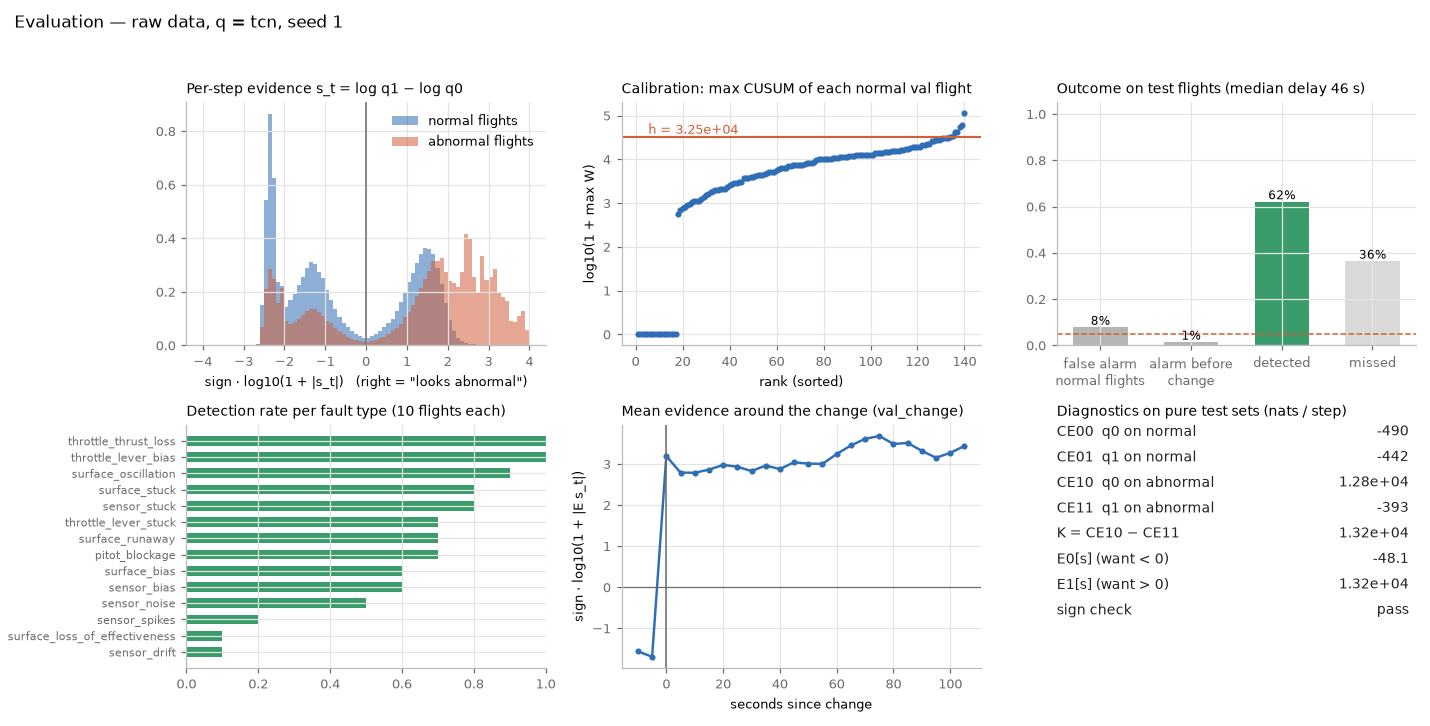 Evaluation — raw data, q = tcn, seed 1
Per-step evidence s_t = log q1 − log q0
normal flights
abnormal flights
0.8
0.6
0.4
0.2
0.0
−4 −3 −2 −1 0 1 2 3 4
sign · log10(1 + |s_t|) (right = "looks abnormal")
Calibration: max CUSUM of each normal val flight
h = 3.25e+04
log10(1 + max W)
5
4
3
2
1
0
0 20 40 60 80 100 120 140
rank (sorted)
Outcome on test flights (median delay 46 s)
1.0
0.8
0.6
0.4
0.2
0.0
8%
1%
62%
36%
false alarm
normal flights
alarm before
change
detected
missed
Detection rate per fault type (10 flights each)
throttle_thrust_loss
throttle_lever_bias
surface_oscillation
surface_stuck
sensor_stuck
throttle_lever_stuck
surface_runaway
pitot_blockage
surface_bias
sensor_bias
sensor_noise
sensor_spikes
surface_loss_of_effectiveness
sensor_drift
0.0 0.2 0.4 0.6 0.8 1.0
Mean evidence around the change (val_change)
sign · log10(1 + |E s_t|)
3
2
1
0
−1
0 20 40 60 80 100
seconds since change
Diagnostics on pure test sets (nats / step)
CE00 q0 on normal -490
CE01 q1 on normal -442
CE10 q0 on abnormal 1.28e+04
CE11 q1 on abnormal -393
K = CE10 − CE11 1.32e+04
E0[s] (want < 0) -48.1
E1[s] (want > 0) 1.32e+04
sign check pass